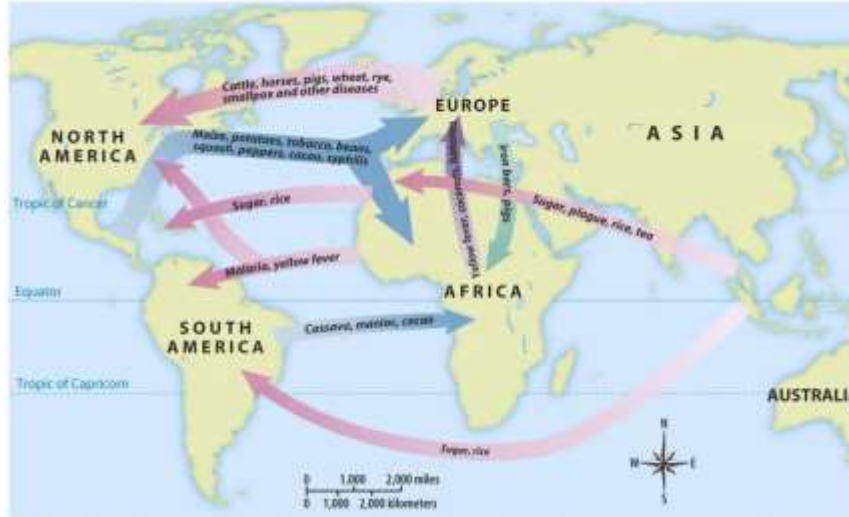 Cattle, horses, pigs, wheat, rye,
smallpox and other diseases
EUROPE
ASIA
NORTH
AMERICA
Maize, potatoes, tobacco, beans,
squash, peppers, cacao, syphilis
iron bars, pigs
Tropic of Cancer
Sugar, rice
Sugar, plague, rice, tea
Yellow fever,
Malaria, yellow fever
Equator
AFRICA
SOUTH
AMERICA
Cassava, manioc, cacao
Tropic of Capricorn
AUSTRALI
Sugar, rice
N
W E
S
0 1,000 2,000 miles
0 1,000 2,000 kilometers